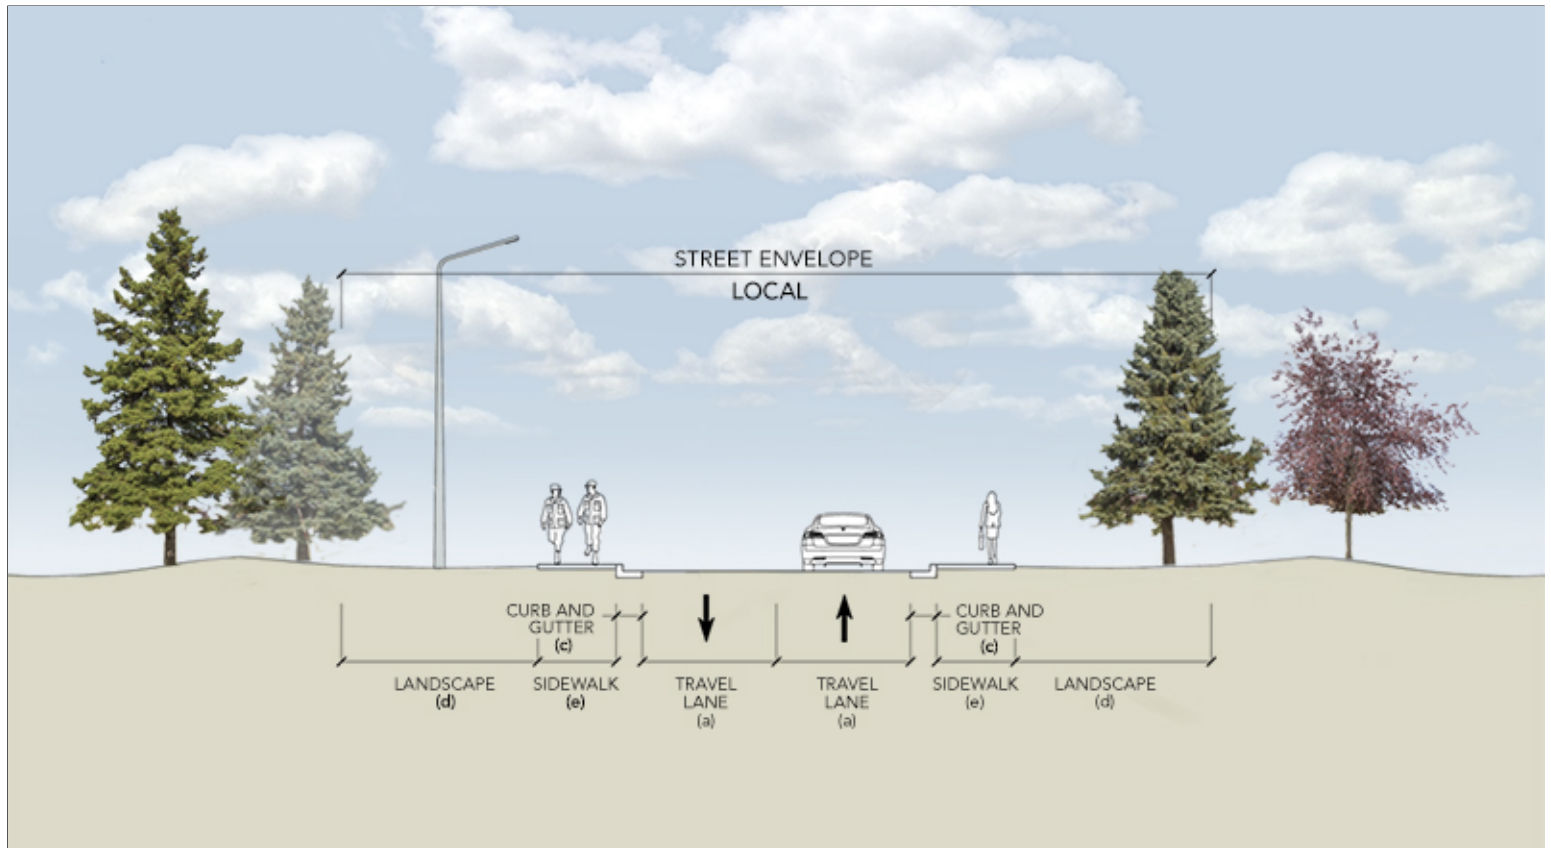 STREET ENVELOPE
LOCAL
CURB AND
GUTTER
(c)
CURB AND
GUTTER
(c)
LANDSCAPE
(d)
SIDEWALK
(e)
TRAVEL
LANE
(a)
TRAVEL
LANE
(a)
SIDEWALK
(e)
LANDSCAPE
(d)